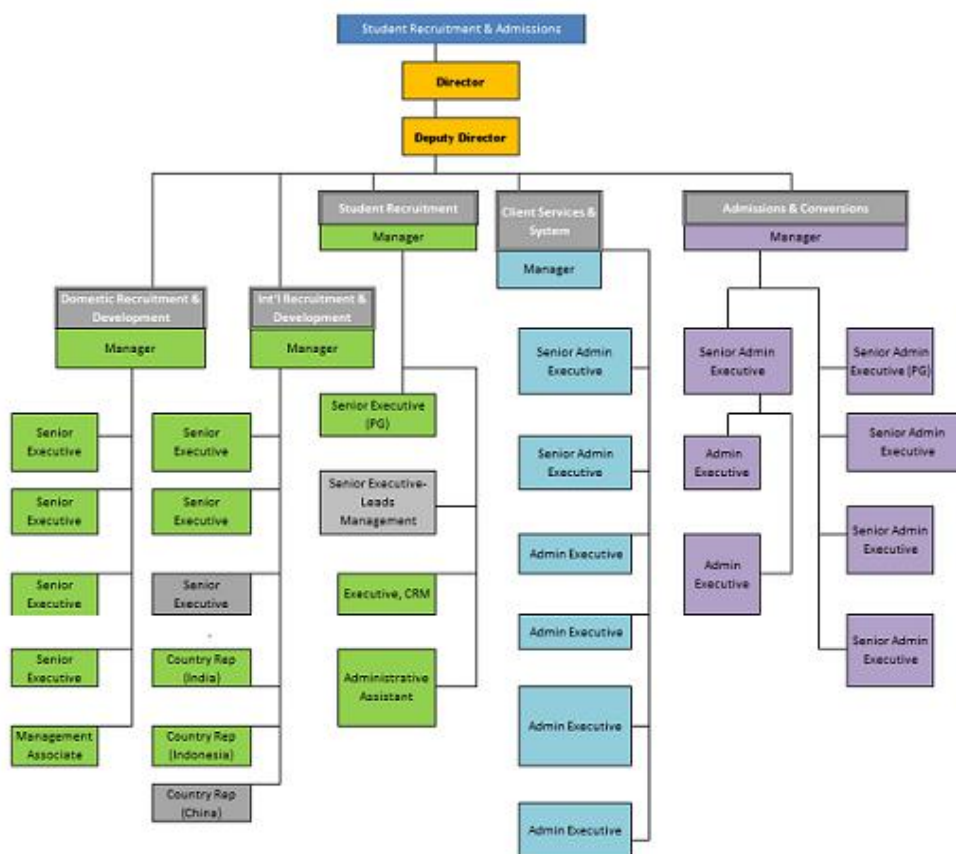 Student Recruitment & Admissions
Director
Deputy Director
Student Recruitment
Manager
Client Services &
System
Manager
Admissions & Conversions
Manager
Domestic Recruitment &
Development
Manager
Int'l Recruitment &
Development
Manager
Senior
Executive
Senior
Executive
Senior
Executive
Senior
Executive
Management
Associate
Senior
Executive
Senior
Executive
Senior
Executive
Country Rep
(India)
Country Rep
(Indonesia)
Country Rep
(China)
Senior Executive
(PG)
Senior Executive-
Leads
Management
Executive, CRM
Administrative
Assistant
Senior Admin
Executive
Senior Admin
Executive
Admin Executive
Admin Executive
Admin Executive
Admin Executive
Senior Admin
Executive
Admin
Executive
Admin
Executive
Senior Admin
Executive (PG)
Senior Admin
Executive
Senior Admin
Executive
Senior Admin
Executive